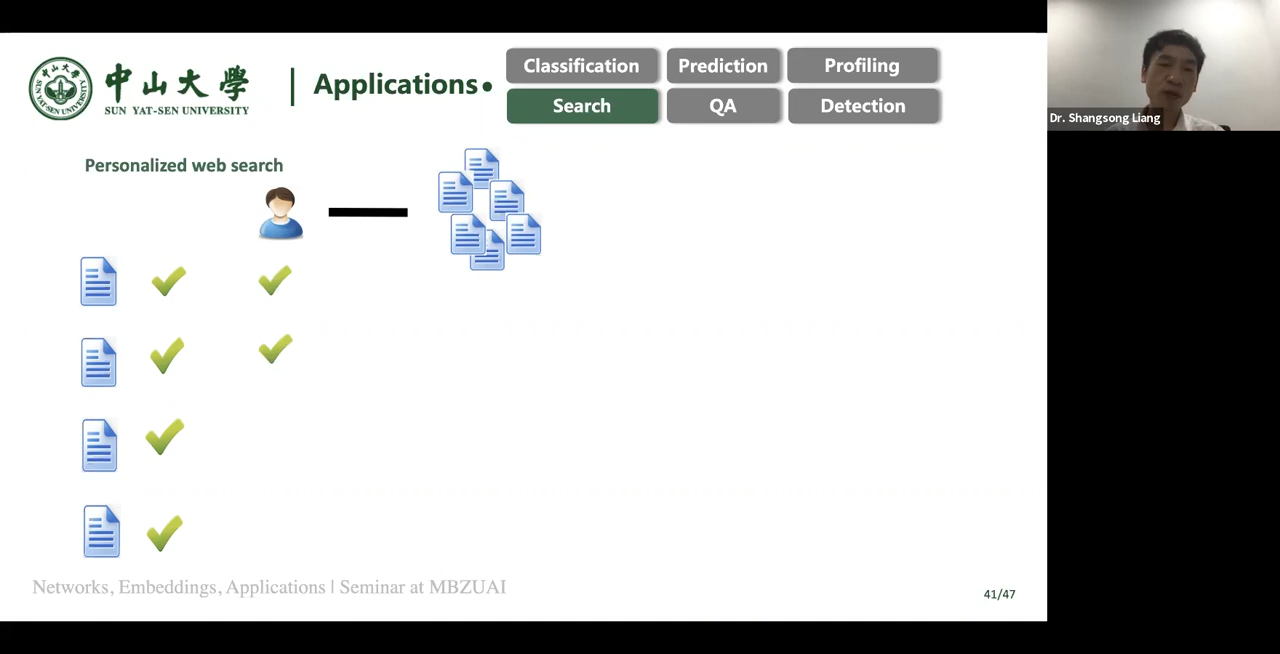 中山大學
SUN YAT-SEN UNIVERSITY
Applications•
Classification
Prediction
Profiling
Search
QA
Detection
Dr. Shangsong Liang
Personalized web search
Networks, Embeddings, Applications | Seminar at MBZUAI
41/47